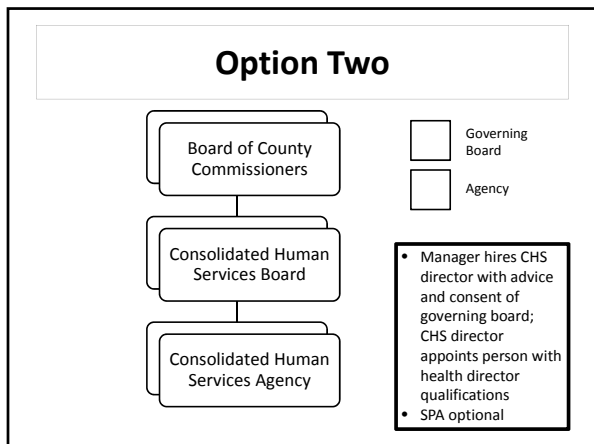 Option Two
Board of County
Commissioners
Consolidated Human
Services Board
Consolidated Human
Services Agency
Governing
Board
Agency
• Manager hires CHS
director with advice
and consent of
governing board;
CHS director
appoints person with
health director
qualifications
• SPA optional